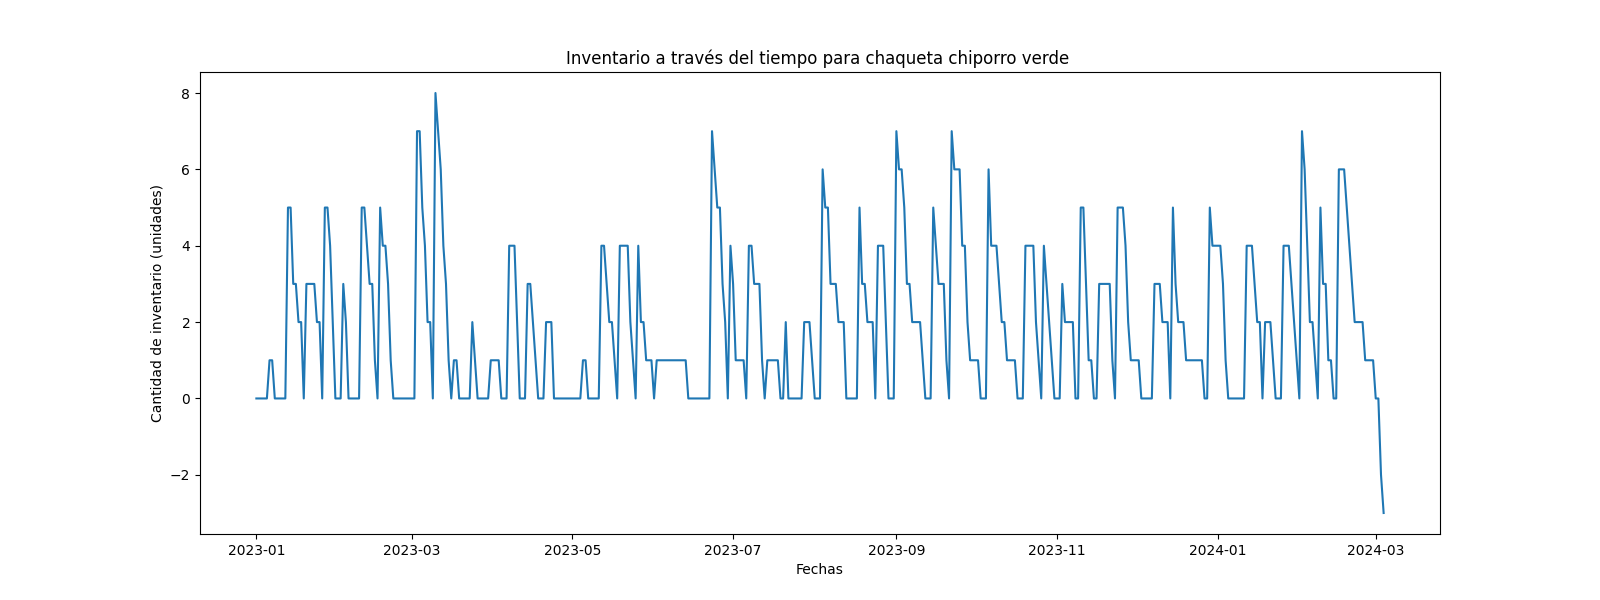 Inventario a través del tiempo para chaqueta chiporro verde
Cantidad de inventario (unidades)
8
6
4
2
0
−2
2023-01 2023-03 2023-05 2023-07 2023-09 2023-11 2024-01 2024-03
Fechas